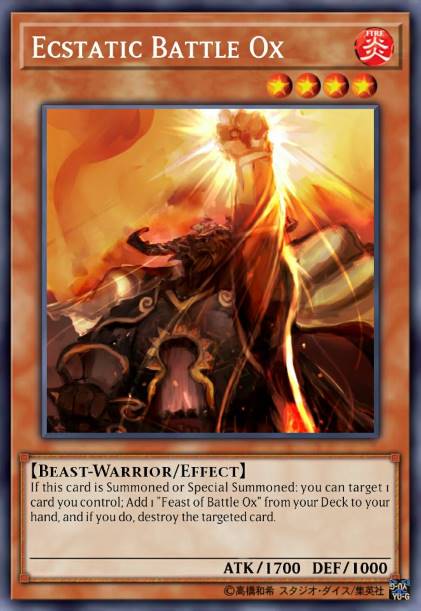 Ecstatic Battle Ox
FIRE
炎
[Beast-Warrior/Effect]
If this card is Summoned or Special Summoned: you can target 1
card you control; Add 1 "Feast of Battle Ox" from your Deck to your
hand, and if you do, destroy the targeted card.
ATK/1700 DEF/1000
©高橋和希 スタジオ・ダイス/集英社